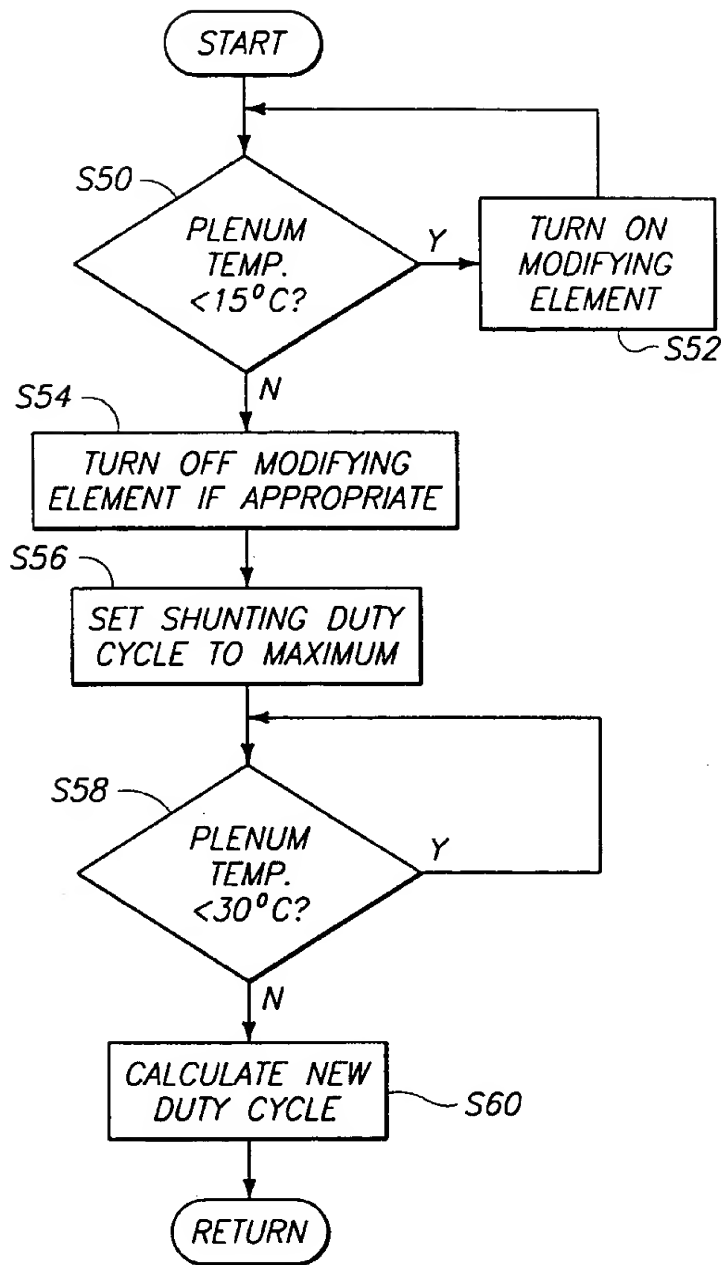 START
S50
PLENUM
TEMP.
<15°C?
Y
TURN ON
MODIFYING
ELEMENT
S52
N
S54
TURN OFF MODIFYING
ELEMENT IF APPROPRIATE
S56
SET SHUNTING DUTY
CYCLE TO MAXIMUM
S58
PLENUM
TEMP.
<30°C?
Y
N
CALCULATE NEW
DUTY CYCLE
S60
RETURN